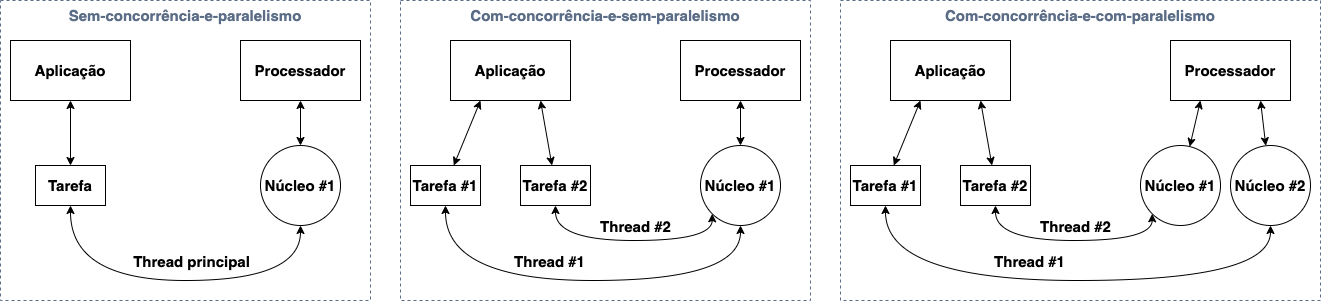 Sem-concorrência-e-paralelismo
Aplicação
Processador
Tarefa
Núcleo #1
Thread principal
Com-concorrência-e-sem-paralelismo
Aplicação
Processador
Tarefa #1
Tarefa #2
Núcleo #1
Thread #2
Thread #1
Com-concorrência-e-com-paralelismo
Aplicação
Processador
Tarefa #1
Tarefa #2
Núcleo #1
Núcleo #2
Thread #2
Thread #1